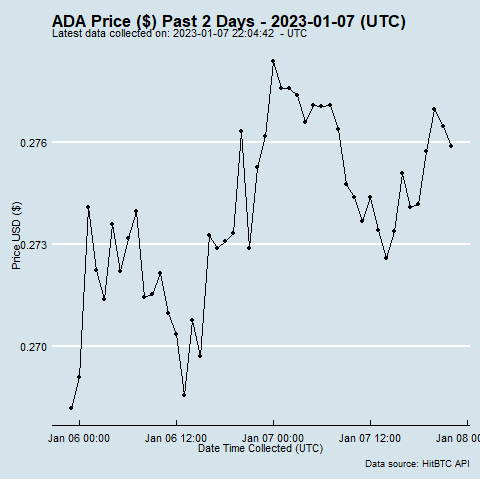 ADA Price ($) Past 2 Days - 2023-01-07 (UTC)
Latest data collected on: 2023-01-07 22:04:42 - UTC
0.276
0.273
0.270
Price USD ($)
Jan 06 00:00 Jan 06 12:00 Jan 07 00:00 Jan 07 12:00 Jan 08 00
Date Time Collected (UTC)
Data source: HitBTC API